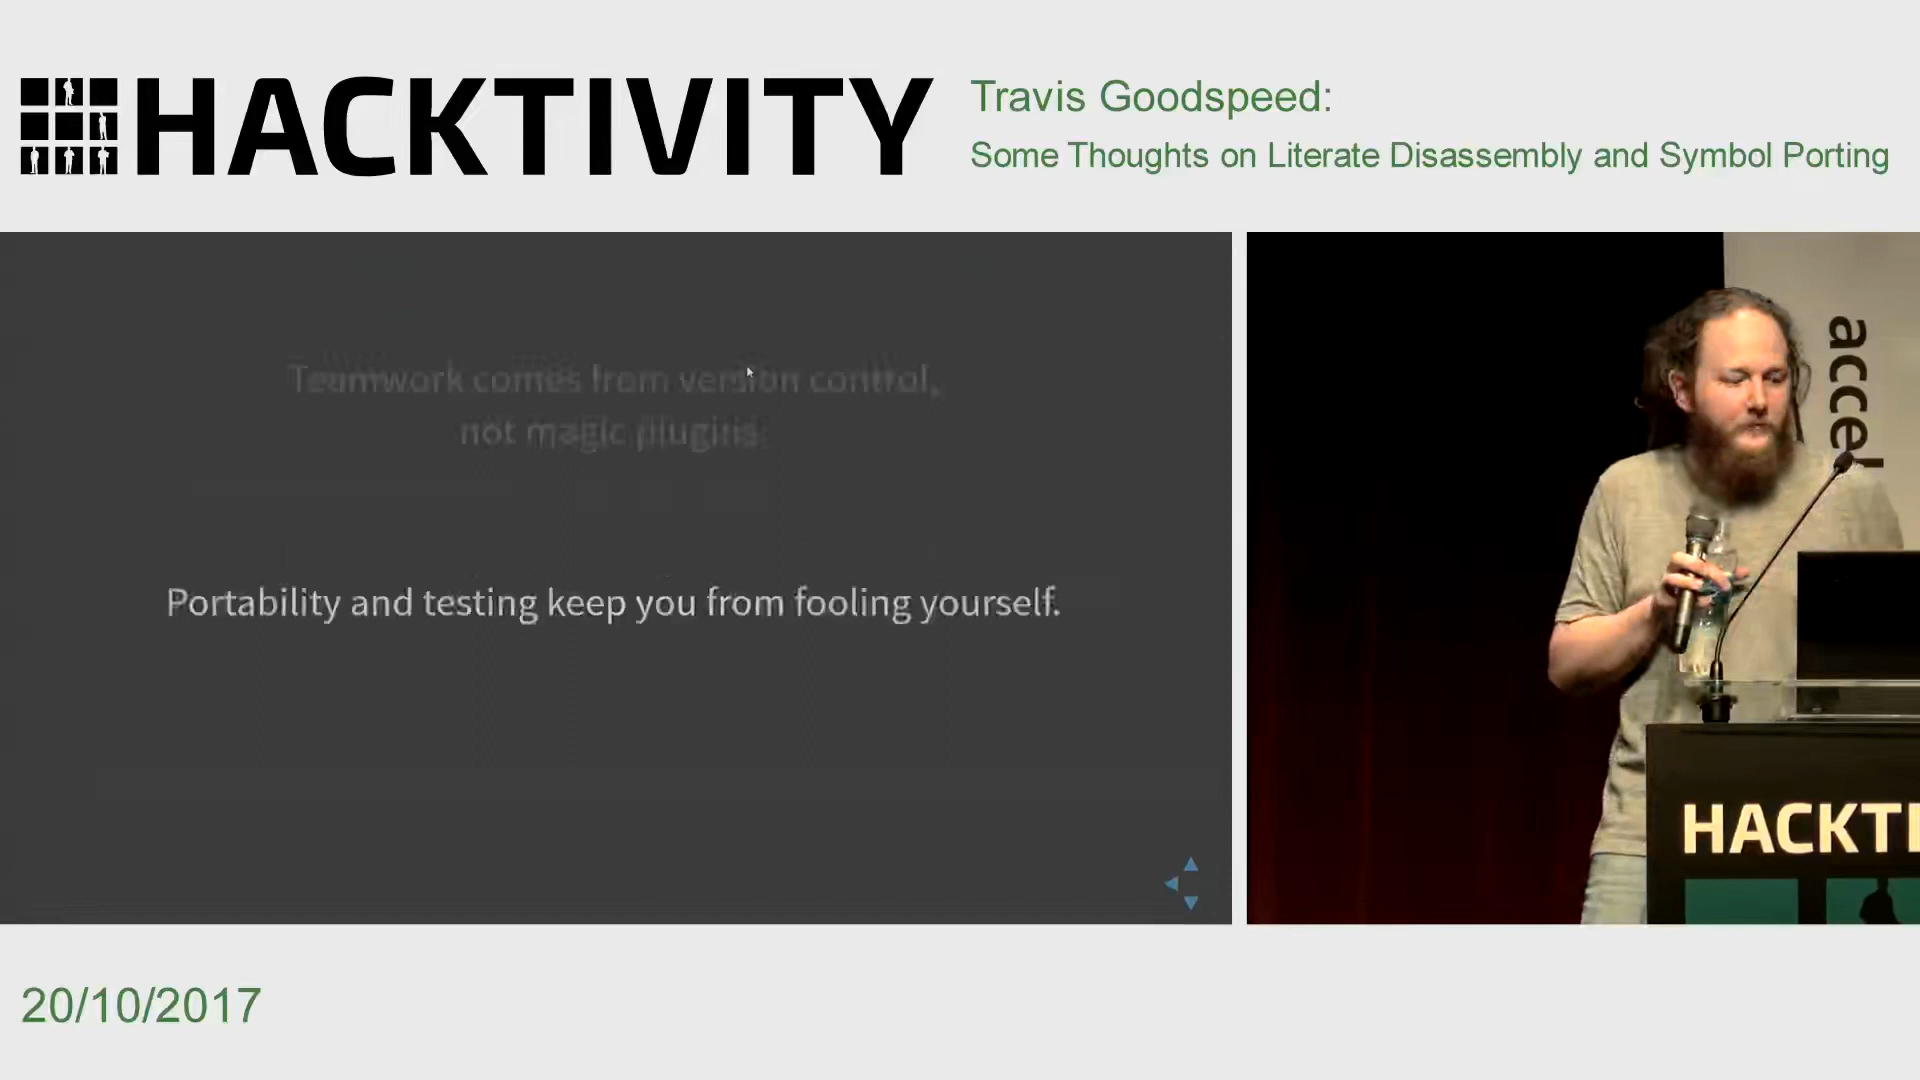 HACKTIVITY
Travis Goodspeed:
Some Thoughts on Literate Disassembly and Symbol Porting
Teamwork comes from version control,
not magic plugins.
Portability and testing keep you from fooling yourself.
accel
HACKTI
20/10/2017